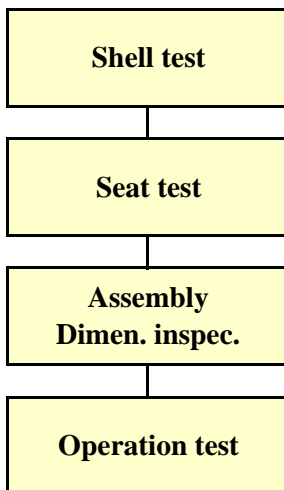 Shell test
Seat test
Assembly
Dimen. inspec.
Operation test